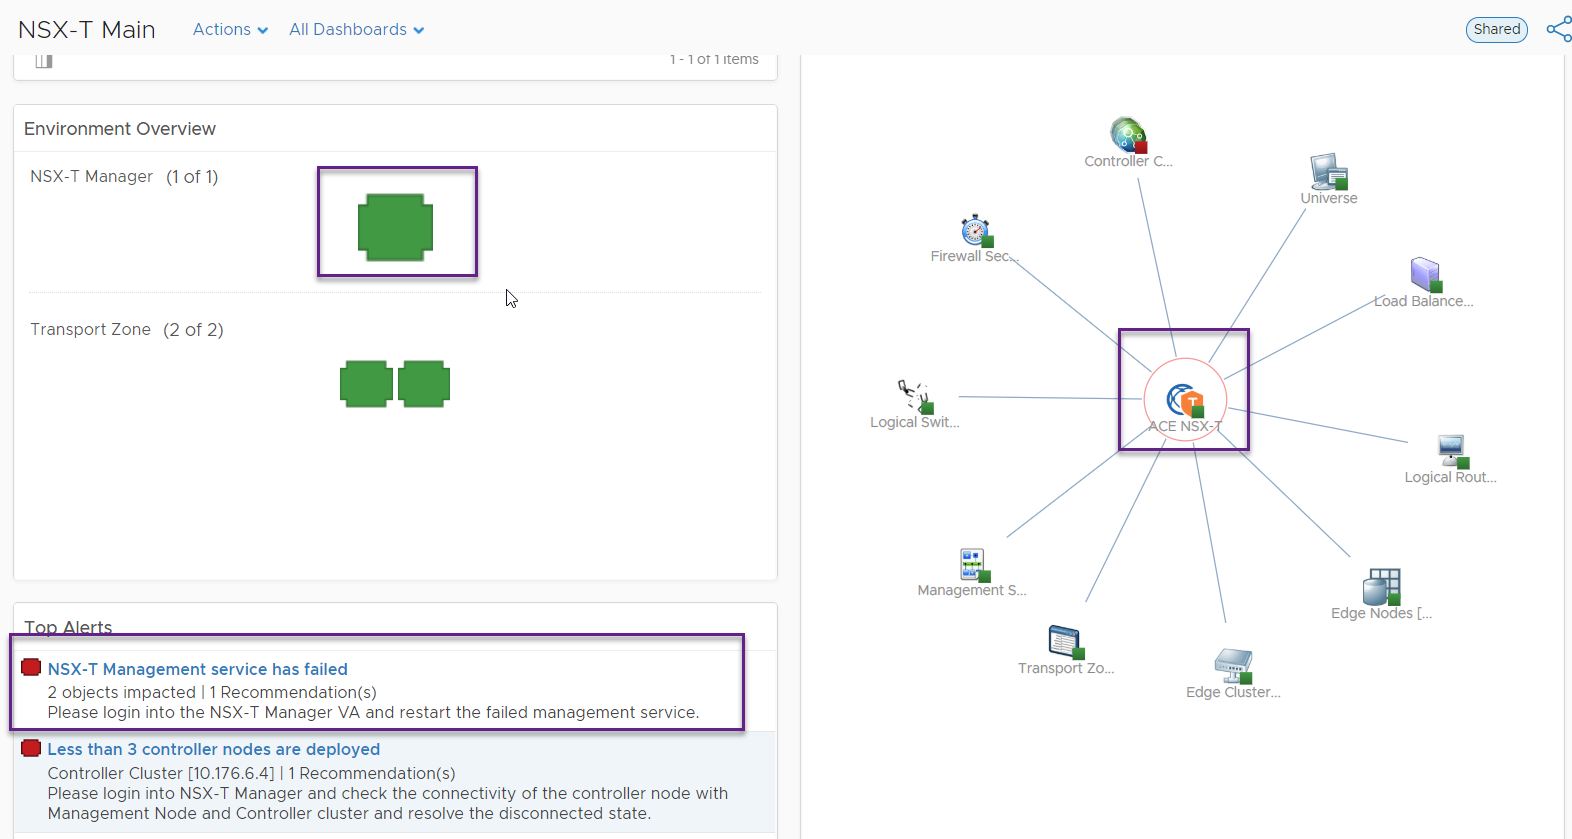 NSX-T Main
Actions
All Dashboards
Shared
1 - 1 of 1 items
Environment Overview
NSX-T Manager (1 of 1)
Transport Zone (2 of 2)
Top Alerts
NSX-T Management service has failed
2 objects impacted | 1 Recommendation(s)
Please login into the NSX-T Manager VA and restart the failed management service.
Less than 3 controller nodes are deployed
Controller Cluster [10.176.6.4] | 1 Recommendation(s)
Please login into NSX-T Manager and check the connectivity of the controller node with
Management Node and Controller cluster and resolve the disconnected state.
Controller C...
Universe
Firewall Sec...
Load Balance...
Logical Swit...
T
ACE NSX-T
Logical Rout...
Management S...
Edge Nodes [...
Transport Zo...
Edge Cluster...